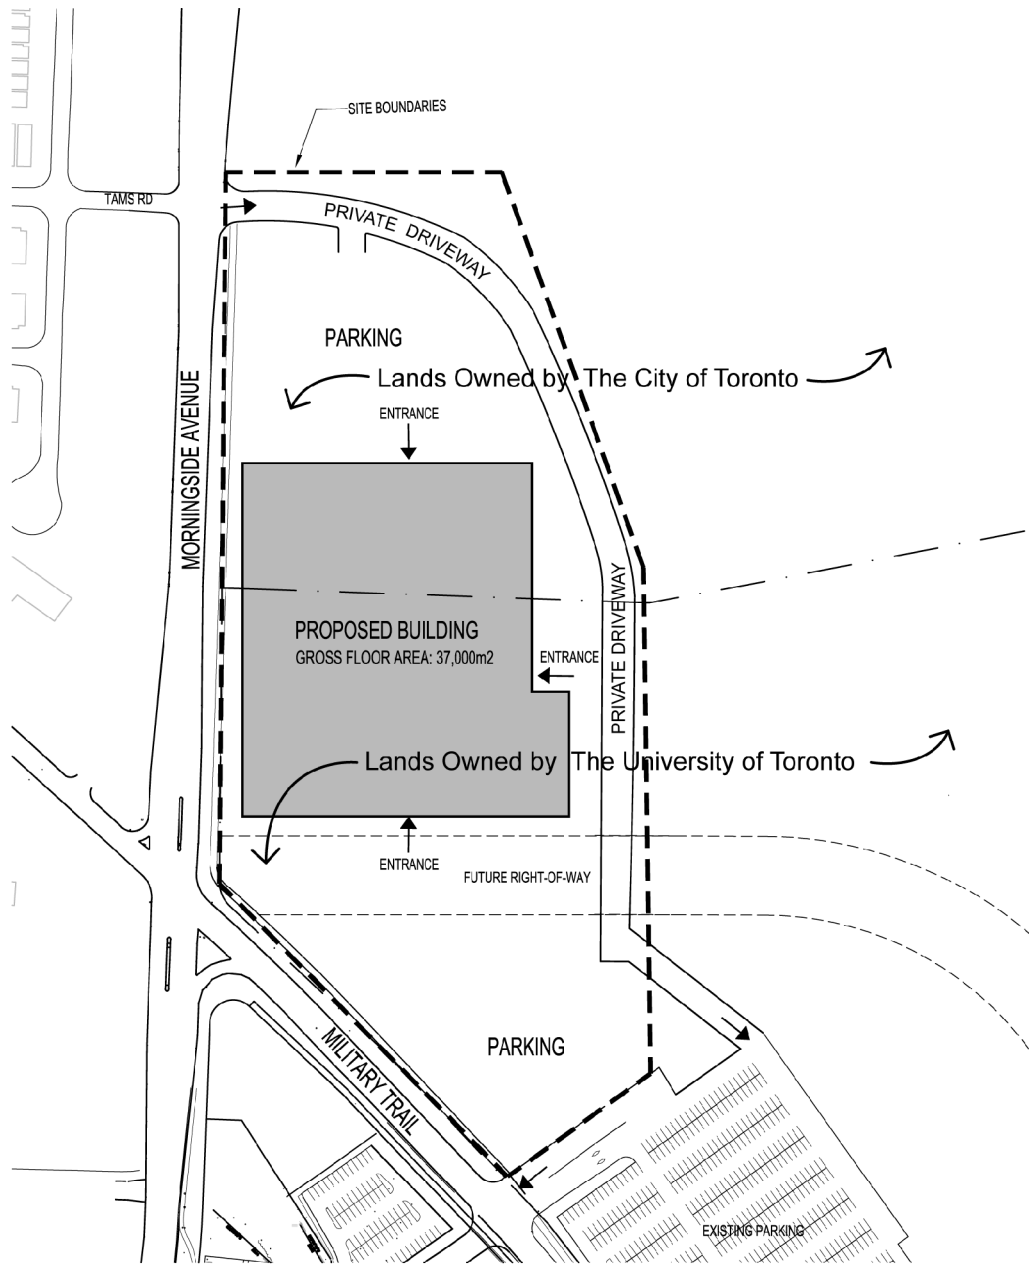 SITE BOUNDARIES
TAMS RD
PRIVATE DRIVEWAY
PARKING
Lands Owned by The City of Toronto
MORNINGSIDE AVENUE
ENTRANCE
PROPOSED BUILDING
GROSS FLOOR AREA: 37,000m2
ENTRANCE
PRIVATE DRIVEWAY
Lands Owned by The University of Toronto
ENTRANCE
FUTURE RIGHT-OF-WAY
PARKING
MILITARY TRAIL
EXISTING PARKING